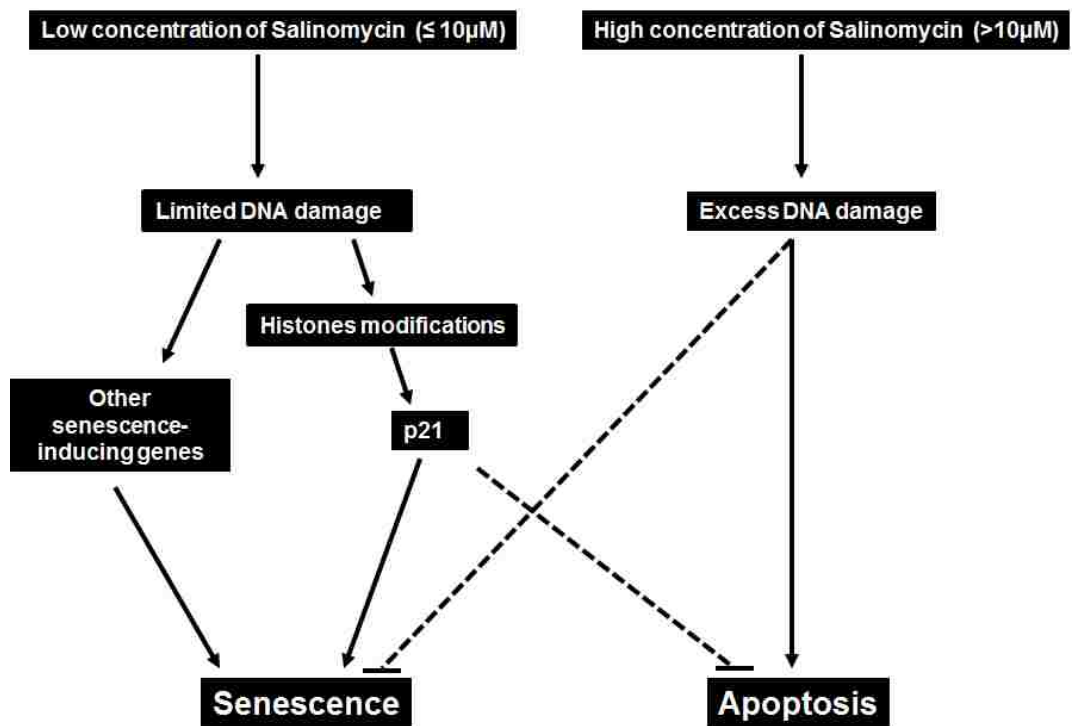 Low concentration of Salinomycin (≤ 10µM)
High concentration of Salinomycin (>10µM)
Limited DNA damage
Excess DNA damage
Histones modifications
Other
senescence-
inducing genes
p21
Senescence
Apoptosis